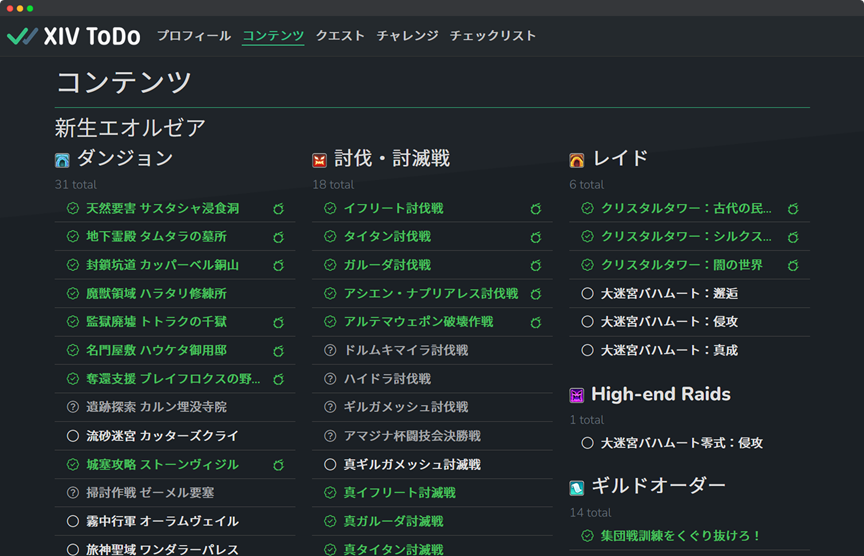 XIV ToDo
プロフィール コンテンツ クエスト チャレンジ チェックリスト
コンテンツ
新生エオルゼア
ダンジョン
31 total
天然要害 サスタシャ浸食洞
地下霊殿 タムタラの墓所
封鎖坑道 カッパーベル銅山
魔獣領域 ハラタリ修練所
監獄廃墟 トトラクの千獄
名門屋敷 ハウケタ御用邸
奪還支援 ブレイフロクスの野...
遺跡探索 カルン埋没寺院
流砂迷宮 カッターズクライ
城塞攻略 ストーンヴィジル
掃討作戦 ゼーメル要塞
霧中行軍 オーラムヴェイル
旅神聖域 ワンダラーパレス
討伐・討滅戦
18 total
イフリート討伐戦
タイタン討伐戦
ガルーダ討伐戦
アシエン・ナプリアレス討伐戦
アルテマウェポン破壊作戦
ドルムキマイラ討伐戦
ハイドラ討伐戦
ギルガメッシュ討伐戦
アマジナ杯闘技会決勝戦
真ギルガメッシュ討滅戦
真イフリート討滅戦
真ガルーダ討滅戦
真タイタン討滅戦
レイド
6 total
クリスタルタワー：古代の民...
クリスタルタワー：シルクス...
クリスタルタワー：闇の世界
大迷宮バハムート：邂逅
大迷宮バハムート：侵攻
大迷宮バハムート：真成
High-end Raids
1 total
大迷宮バハムート零式：侵攻
ギルドオーダー
14 total
集団戦訓練をくぐり抜けろ！